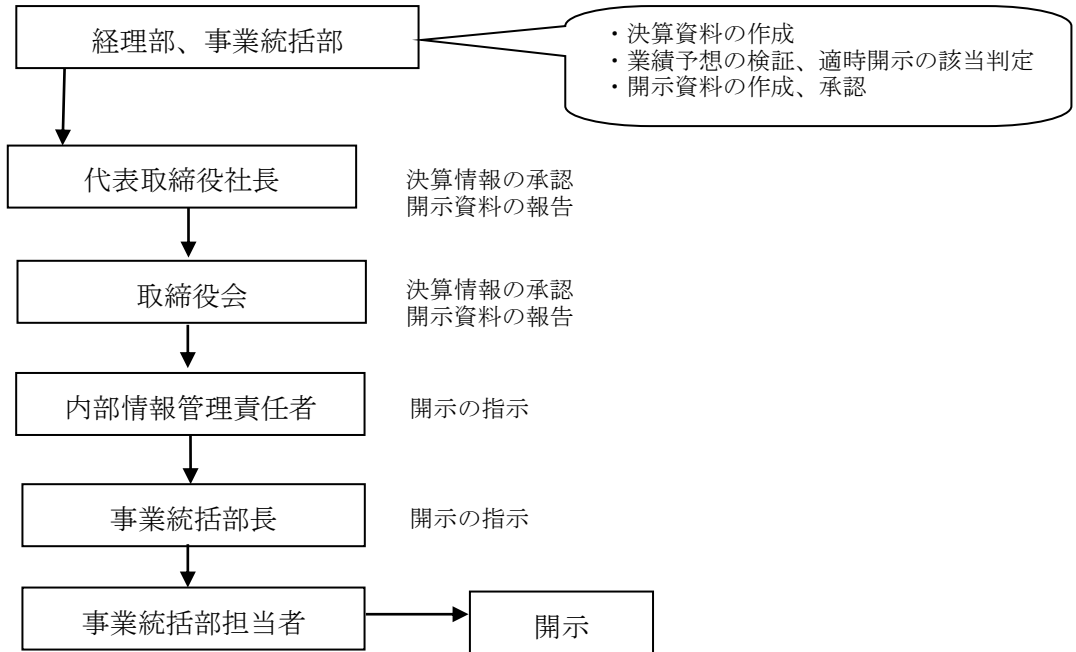 経理部、事業統括部
・決算資料の作成
・業績予想の検証、適時開示の該当判定
・開示資料の作成、承認
代表取締役社長
決算情報の承認
開示資料の報告
取締役会
決算情報の承認
開示資料の報告
内部情報管理責任者
開示の指示
事業統括部長
開示の指示
事業統括部担当者
開示